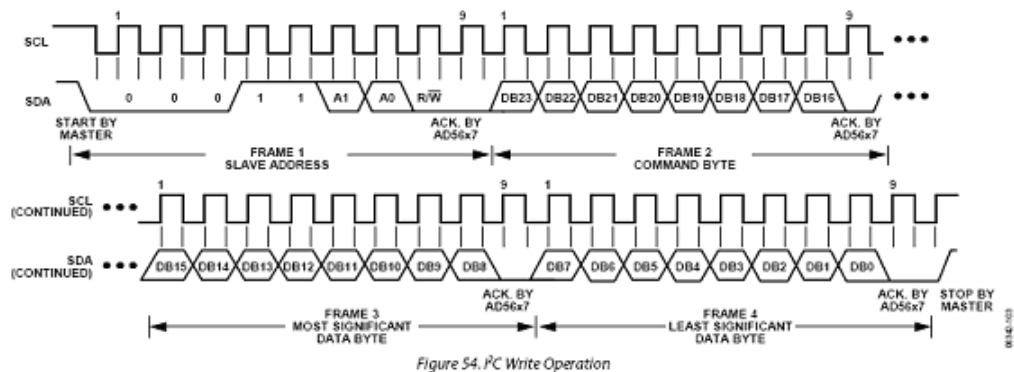 1 9 1 9
SCL
SDA 0 0 0 1 1 A1 A0 R/W DB23 DB22 DB21 DB20 DB19 DB18 DB17 DB16
START BY MASTER ACK. BY AD56x7 ACK. BY AD56x7
FRAME 1 SLAVE ADDRESS FRAME 2 COMMAND BYTE
1 9 1 9
SCL (CONTINUED)
SDA (CONTINUED) DB15 DB14 DB13 DB12 DB11 DB10 DB9 DB8 DB7 DB6 DB5 DB4 DB3 DB2 DB1 DB0
ACK. BY AD56x7 ACK. BY AD56x7 STOP BY MASTER
FRAME 3 MOST SIGNIFICANT DATA BYTE FRAME 4 LEAST SIGNIFICANT DATA BYTE
Figure 54. I²C Write Operation